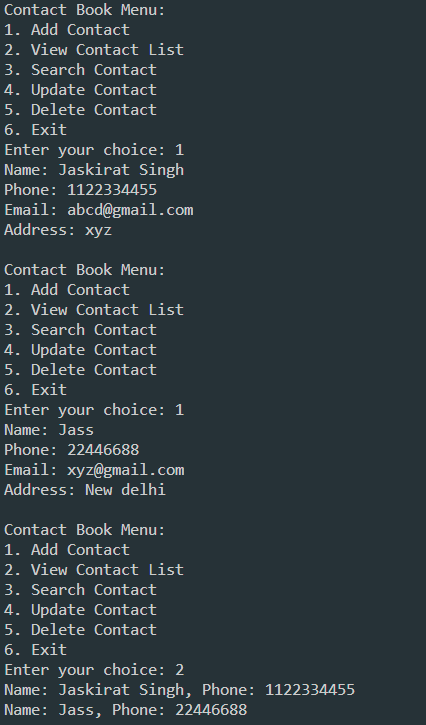 Contact Book Menu:
1. Add Contact
2. View Contact List
3. Search Contact
4. Update Contact
5. Delete Contact
6. Exit
Enter your choice: 1
Name: Jaskirat Singh
Phone: 1122334455
Email: abcd@gmail.com
Address: xyz

Contact Book Menu:
1. Add Contact
2. View Contact List
3. Search Contact
4. Update Contact
5. Delete Contact
6. Exit
Enter your choice: 1
Name: Jass
Phone: 22446688
Email: xyz@gmail.com
Address: New delhi

Contact Book Menu:
1. Add Contact
2. View Contact List
3. Search Contact
4. Update Contact
5. Delete Contact
6. Exit
Enter your choice: 2
Name: Jaskirat Singh, Phone: 1122334455
Name: Jass, Phone: 22446688